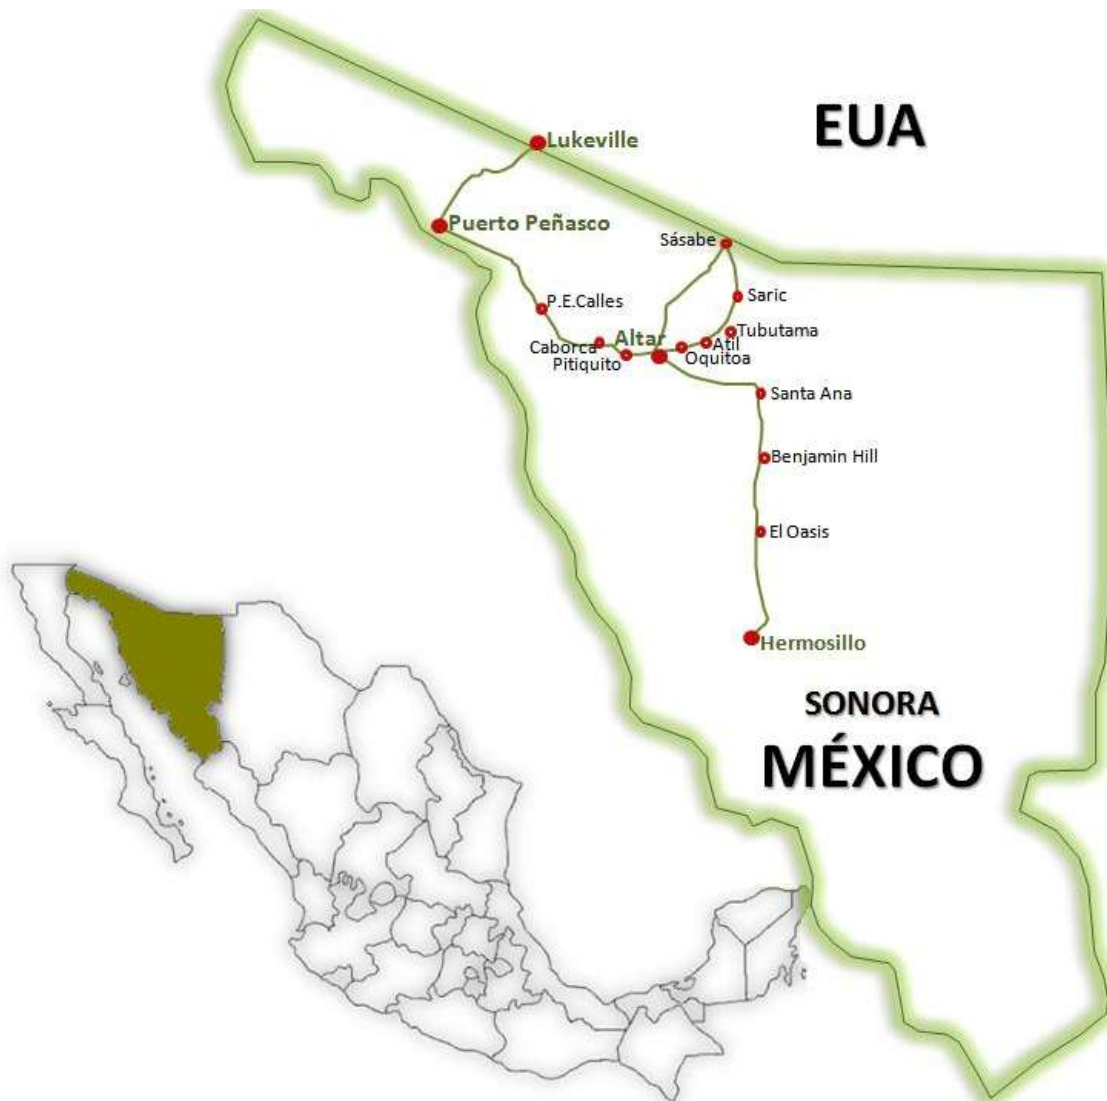 EUA
Lukeville
Puerto Peñasco
Sásabe
Saric
P.E.Calles
Tubutama
Altar
Atil
Caborca
Oquitoa
Pitiquito
Santa Ana
Benjamin Hill
El Oasis
Hermosillo
SONORA
MÉXICO